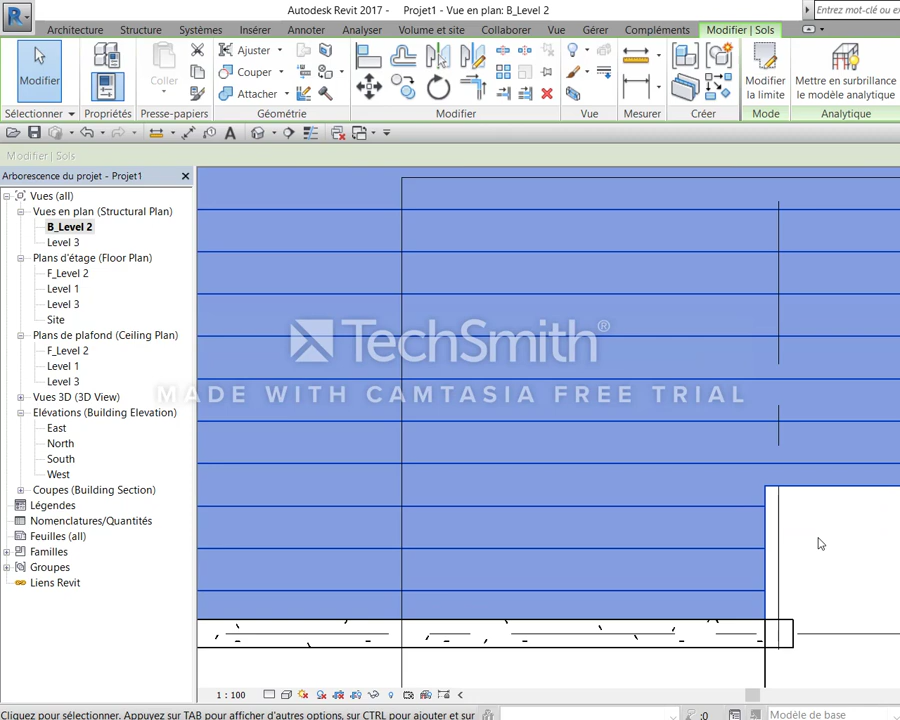 Autodesk Revit 2017 - Projet1 - Vue en plan: B_Level 2
Entrez mot-clé ou ex
Architecture Structure Systèmes Insérer Annoter Analyser Volume et site Collaborer Vue Gérer Compléments Modifier | Sols
Modifier
Coller
Ajuster
Couper
Attacher
Modifier
la limite
Mettre en surbrillance
le modèle analytique
Sélectionner Propriétés Presse-papiers Géométrie Modifier Vue Mesurer Créer Mode Analytique
Modifier | Sols
Arborescence du projet - Projet1
Vues (all)
Vues en plan (Structural Plan)
B_Level 2
Level 3
Plans d'étage (Floor Plan)
F_Level 2
Level 1
Level 3
Site
Plans de plafond (Ceiling Plan)
F_Level 2
Level 1
Level 3
Vues 3D (3D View)
Elévations (Building Elevation)
East
North
South
West
Coupes (Building Section)
Légendes
Nomenclatures/Quantités
Feuilles (all)
Familles
Groupes
Liens Revit
TechSmith®
MADE WITH CAMTASIA FREE TRIAL
1 : 100
Cliquez pour sélectionner. Appuyez sur TAB pour afficher d'autres options, sur CTRL pour ajouter et sur
:0
Modèle de base